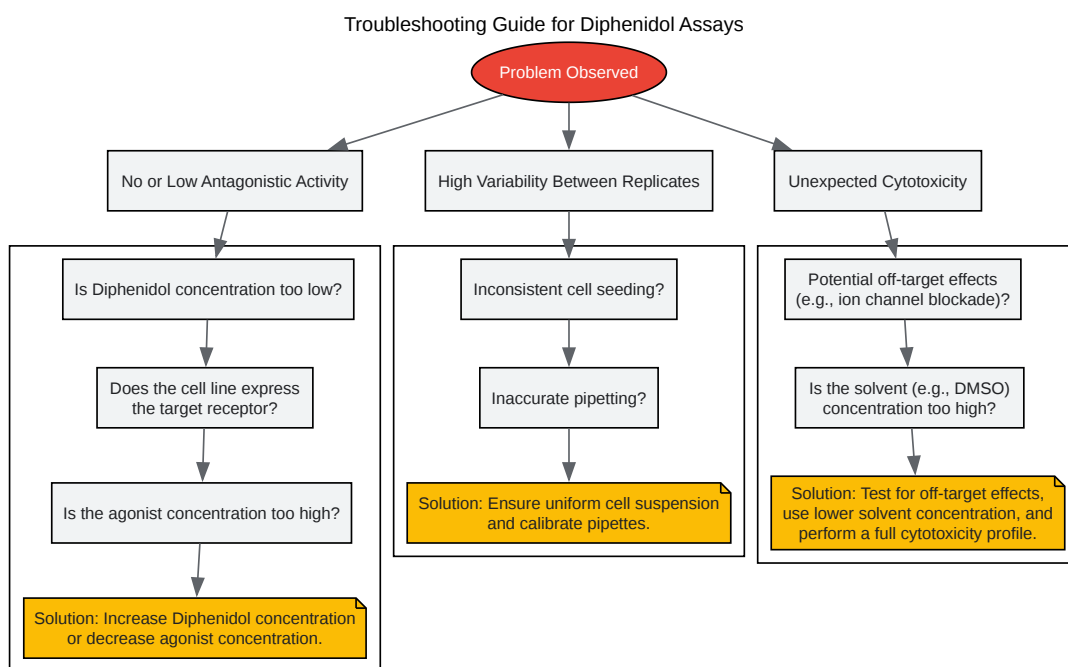 Troubleshooting Guide for Diphenidol Assays
Problem Observed
No or Low Antagonistic Activity
High Variability Between Replicates
Unexpected Cytotoxicity
Is Diphenidol concentration too low?
Does the cell line express
the target receptor?
Is the agonist concentration too high?
Solution: Increase Diphenidol concentration
or decrease agonist concentration.
Inconsistent cell seeding?
Inaccurate pipetting?
Solution: Ensure uniform cell suspension
and calibrate pipettes.
Potential off-target effects
(e.g., ion channel blockade)?
Is the solvent (e.g., DMSO)
concentration too high?
Solution: Test for off-target effects,
use lower solvent concentration, and
perform a full cytotoxicity profile.